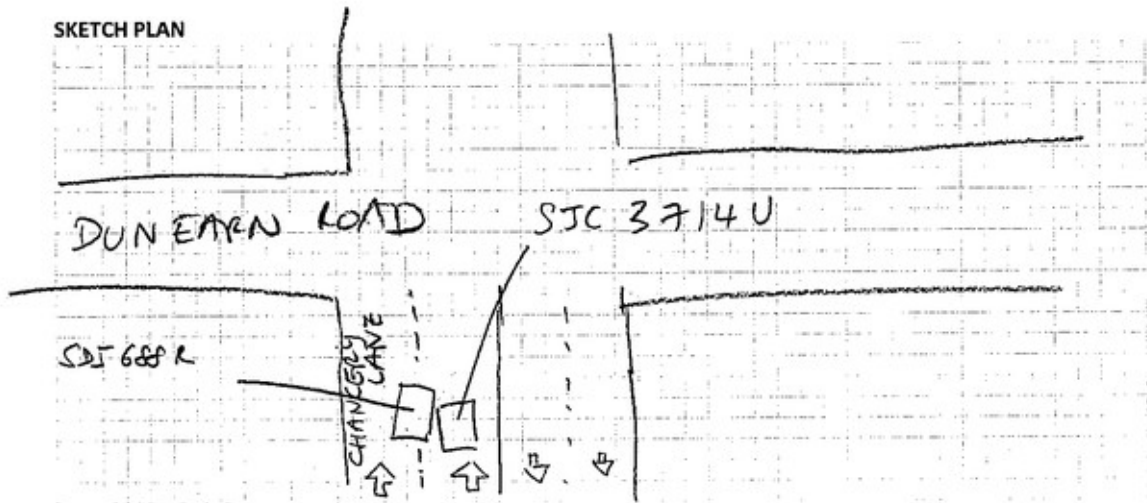 SKETCH PLAN
DUNEARN ROAD
SJC 3714U
CHANCERY
LANE
SDJ 688R